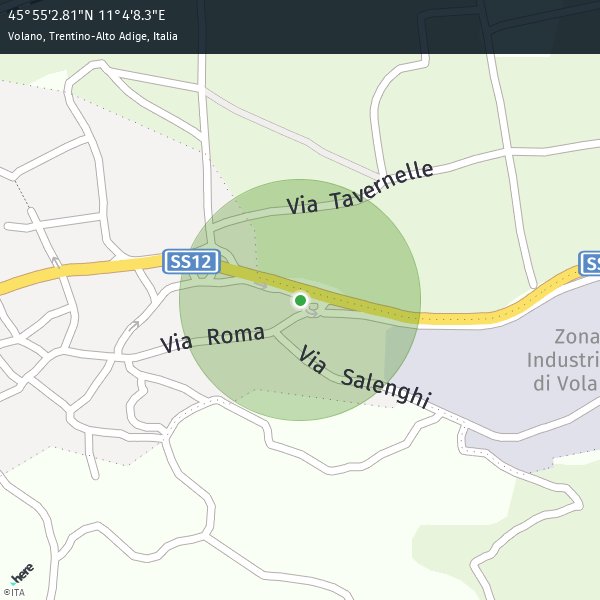 45°55'2.81"N 11°4'8.3"E
Volano, Trentino-Alto Adige, Italia
Via Tavernelle
SS12
SS
Via Roma
Zona
Industri
di Vola
Via Salenghi
here
©ITA